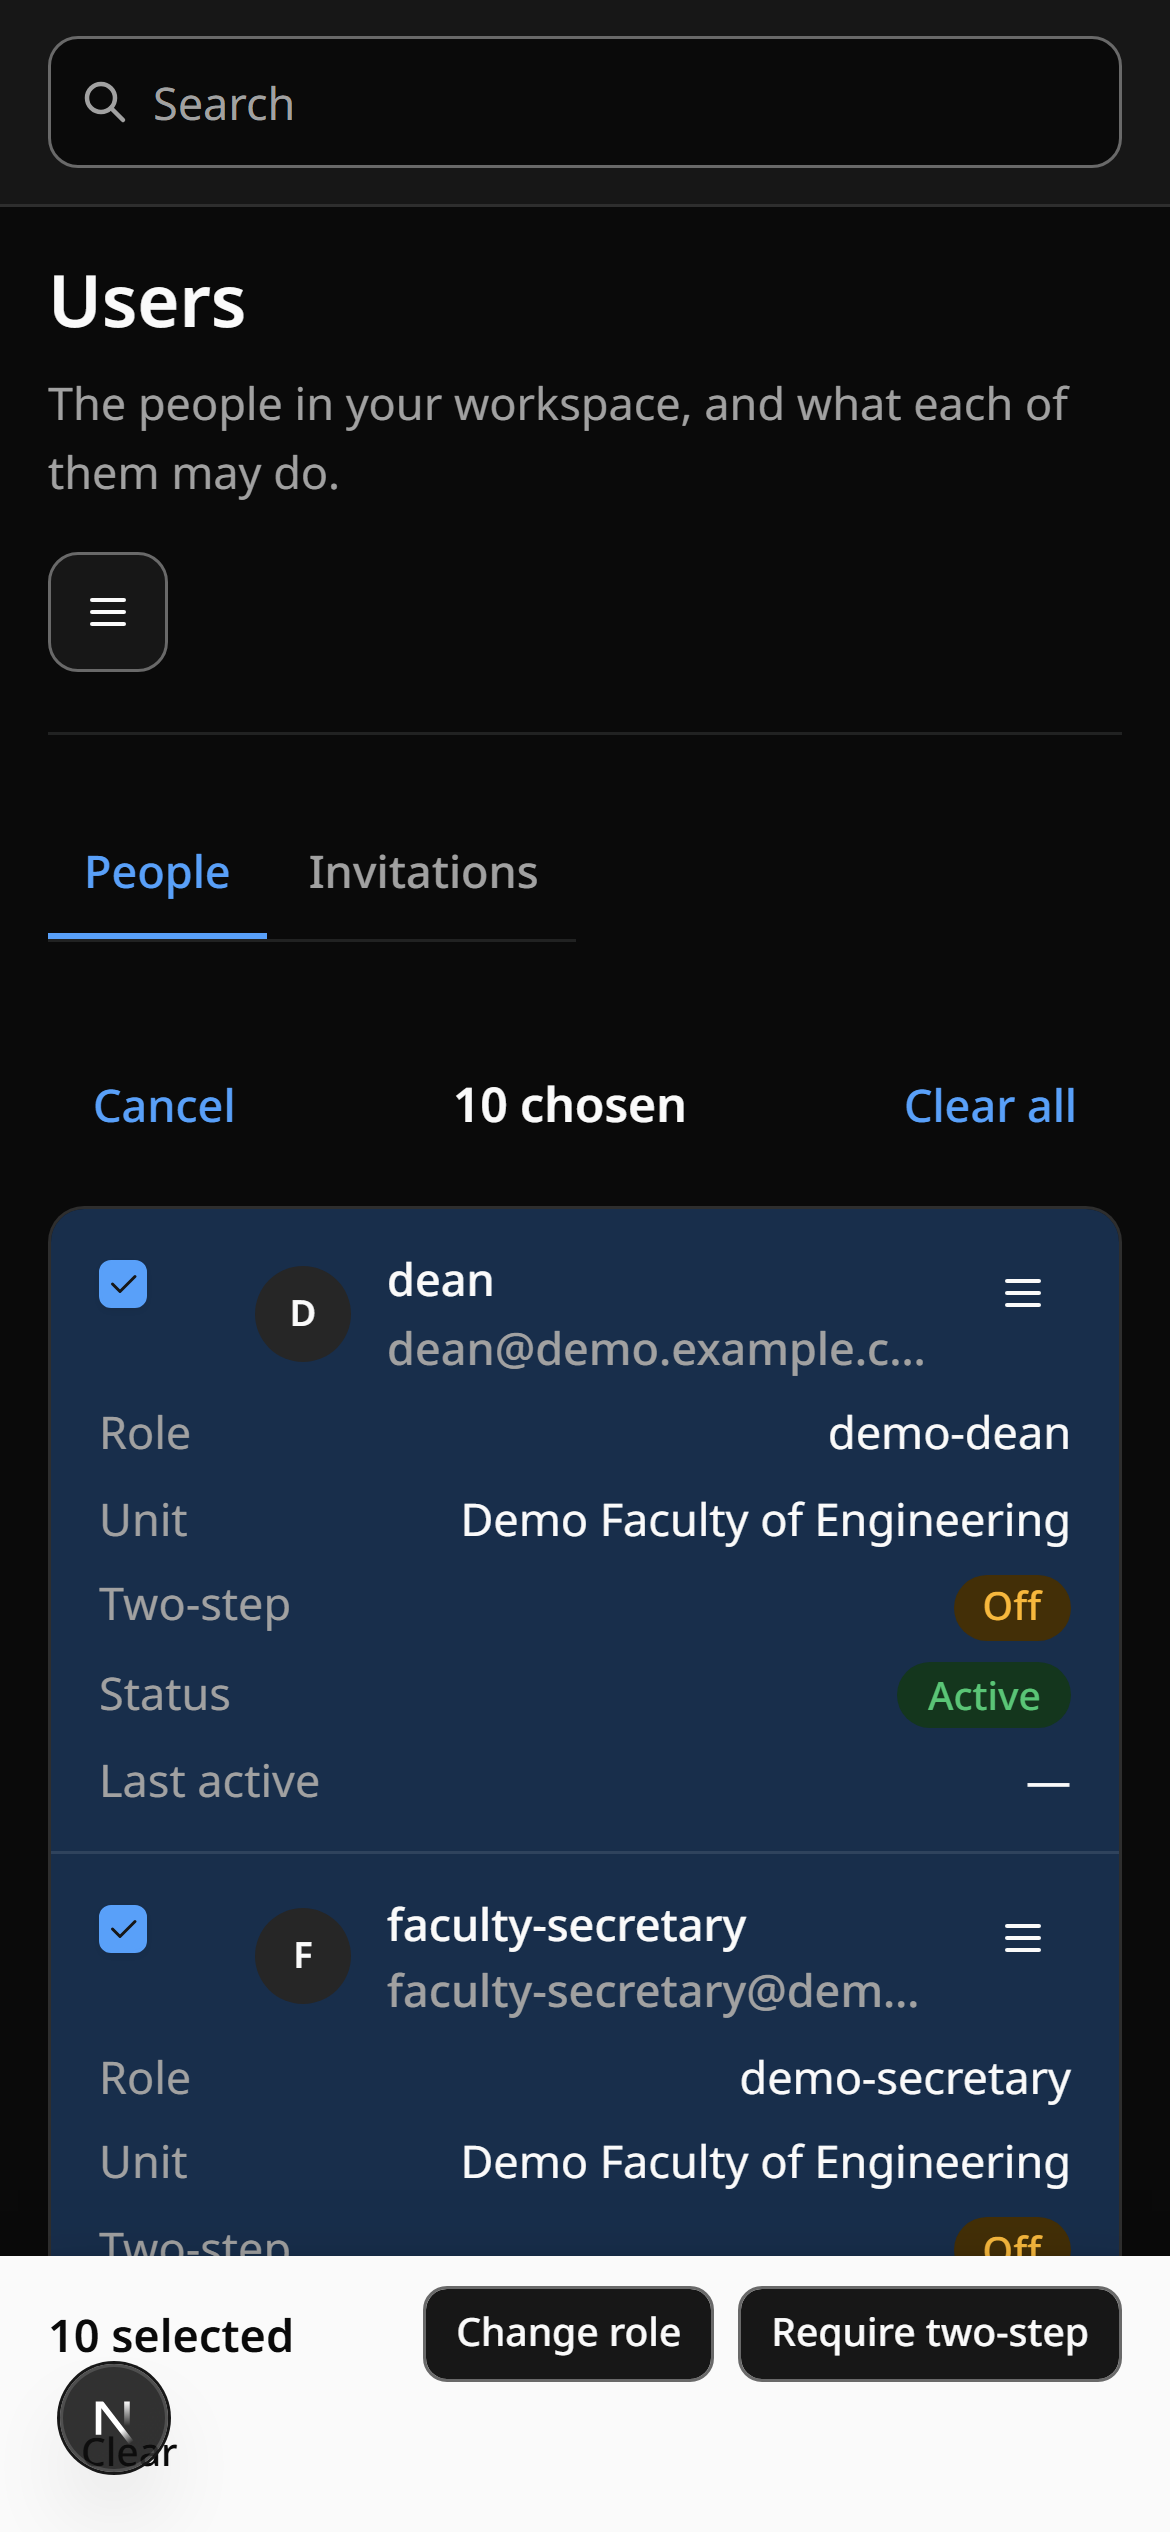 Search
Users
The people in your workspace, and what each of
them may do.
People Invitations
Cancel 10 chosen Clear all
D dean
dean@demo.example.c...
Role demo-dean
Unit Demo Faculty of Engineering
Two-step Off
Status Active
Last active —
F faculty-secretary
faculty-secretary@dem...
Role demo-secretary
Unit Demo Faculty of Engineering
Two-step Off
10 selected Change role Require two-step
N
Clear